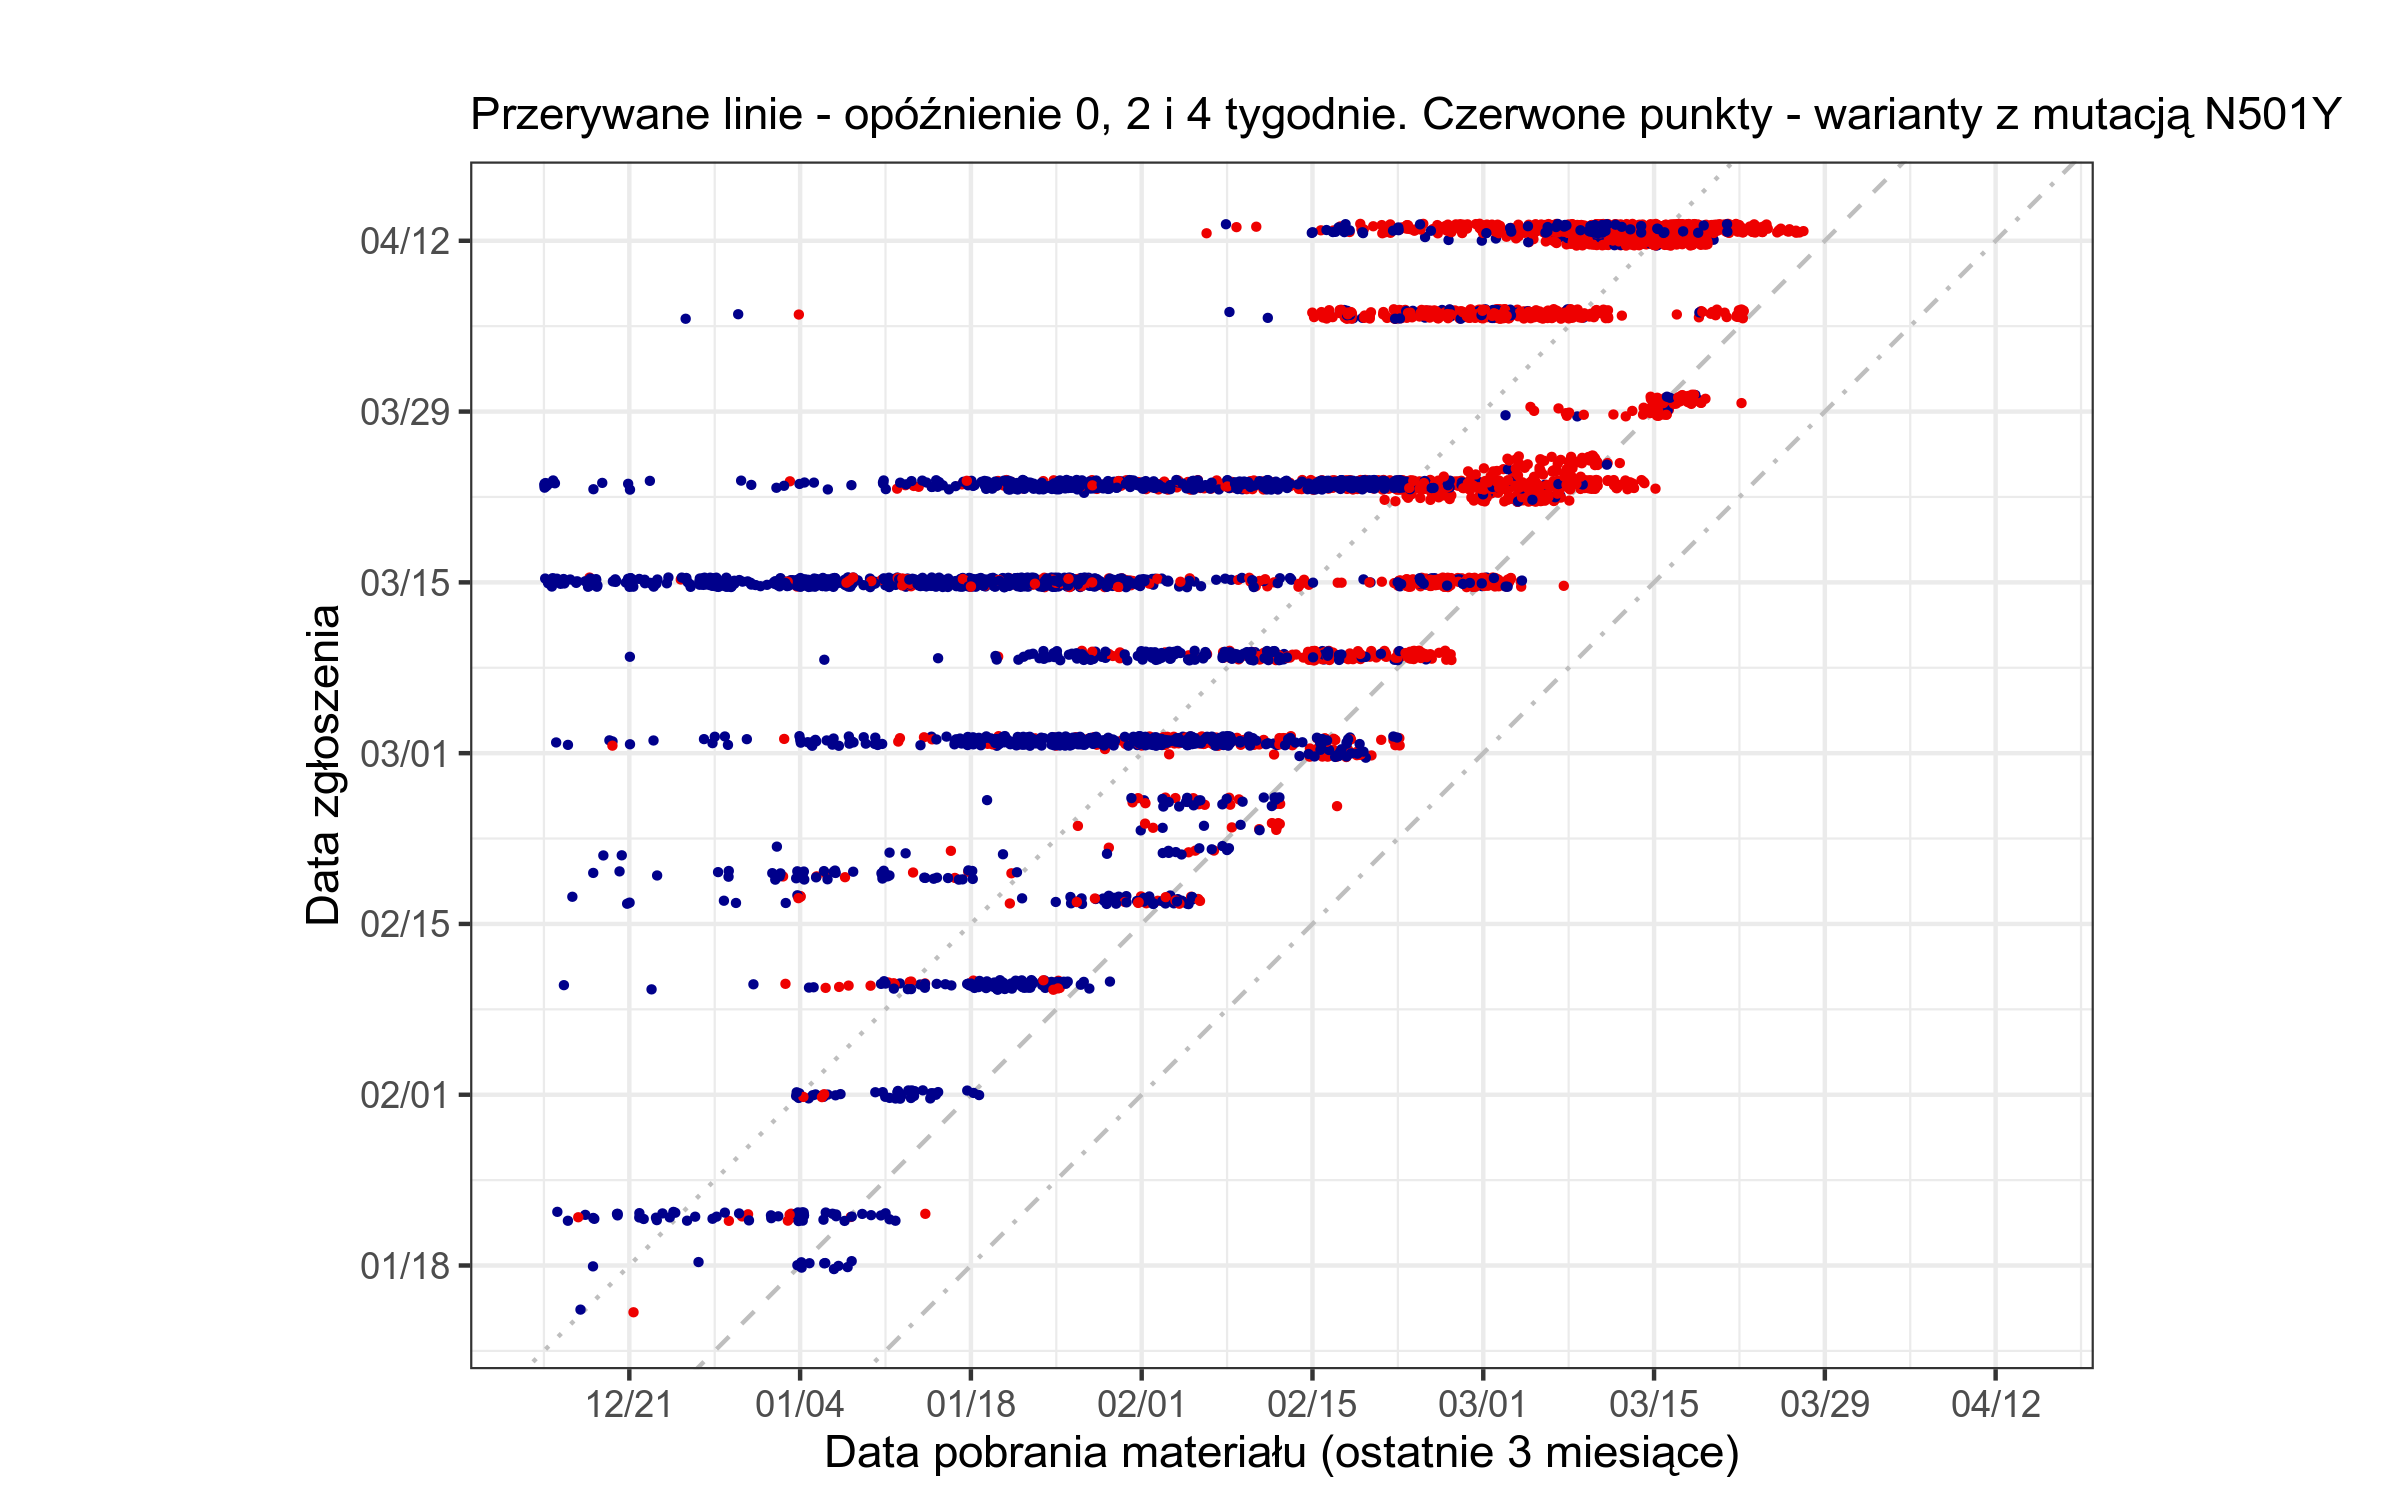 Przerywane linie - opóźnienie 0, 2 i 4 tygodnie. Czerwone punkty - warianty z mutacją N501Y
04/12
03/29
03/15
03/01
02/15
02/01
01/18
Data zgłoszenia
12/21 01/04 01/18 02/01 02/15 03/01 03/15 03/29 04/12
Data pobrania materiału (ostatnie 3 miesiące)